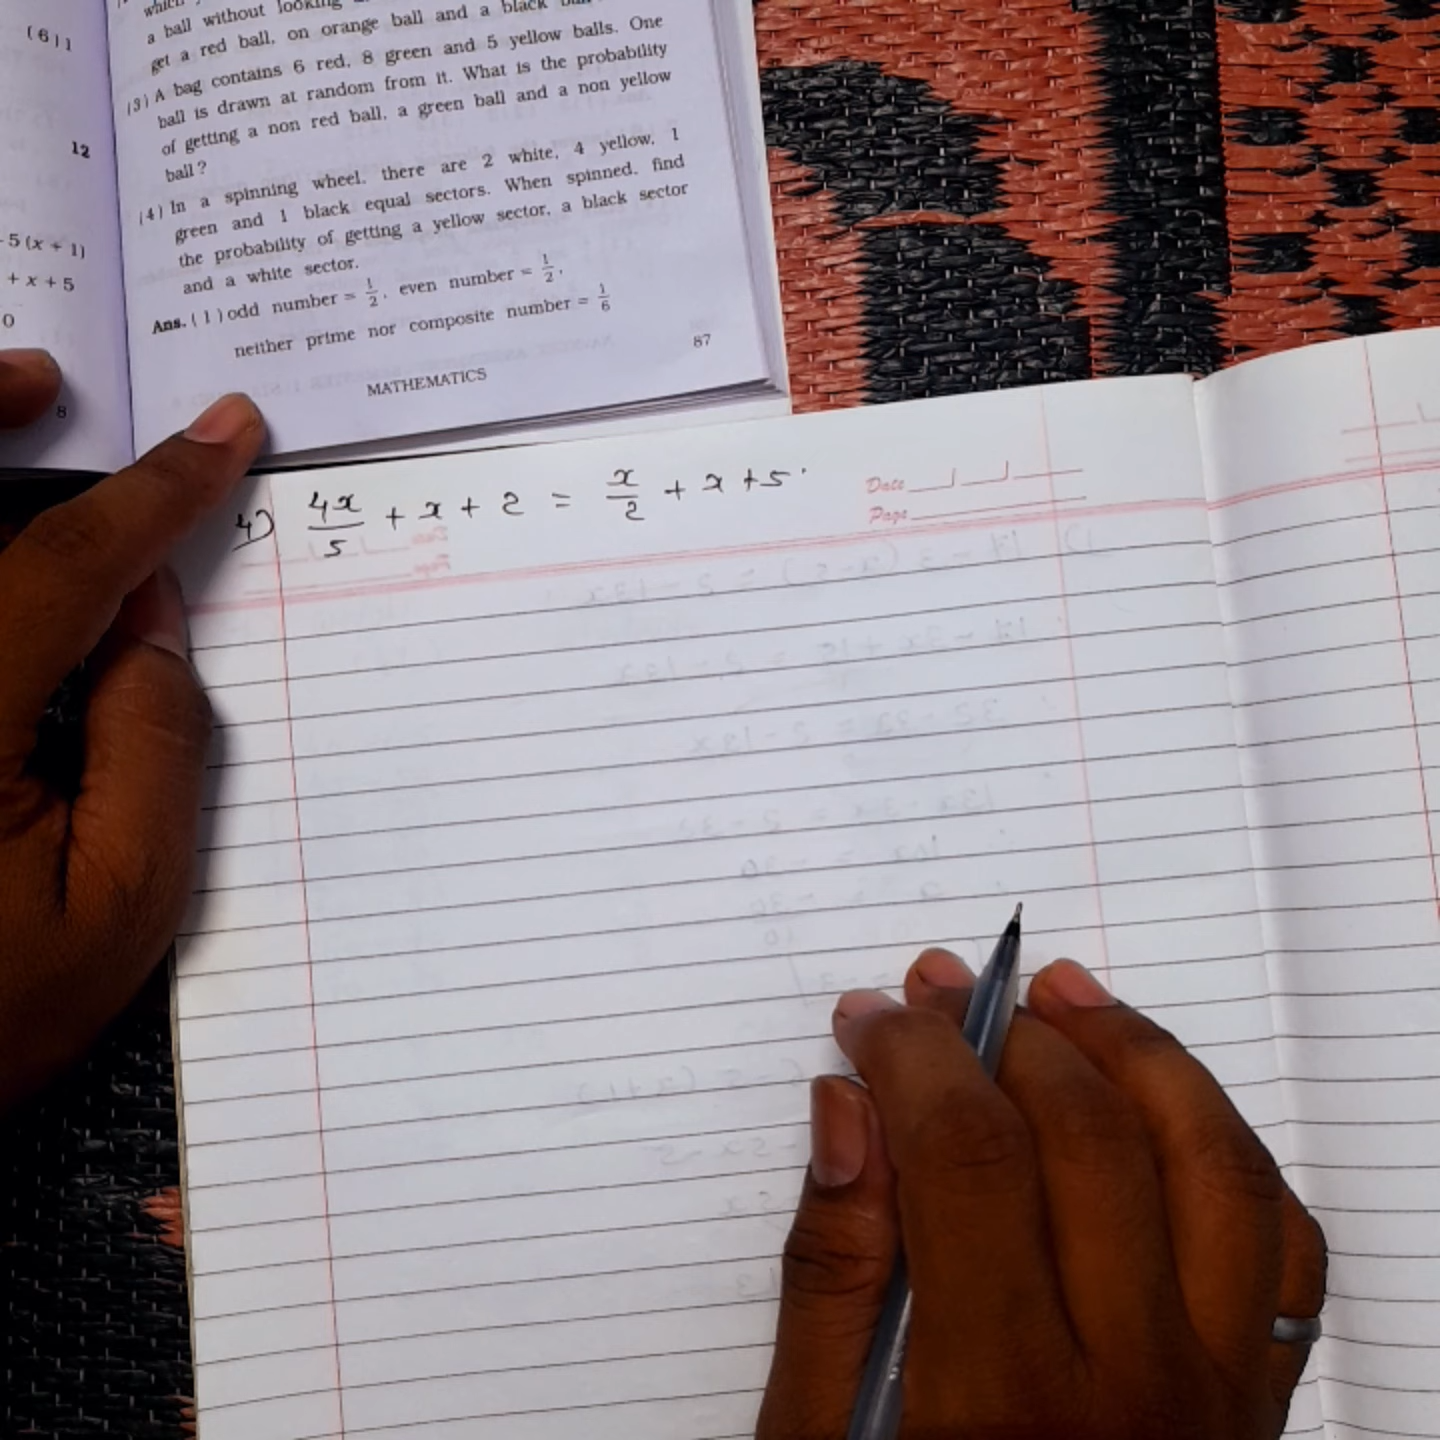 (6)]
12
- 5 (x + 1)
+ x + 5
0
8
which
a ball without looking
get a red ball, on orange ball and a black
(3) A bag contains 6 red, 8 green and 5 yellow balls. One
ball is drawn at random from it. What is the probability
of getting a non red ball, a green ball and a non yellow
ball ?
(4) In a spinning wheel, there are 2 white, 4 yellow, 1
green and 1 black equal sectors. When spinned, find
the probability of getting a yellow sector, a black sector
and a white sector.
Ans. (1) odd number = 1/2, even number = 1/2,
neither prime nor composite number = 1/6
87
MATHEMATICS
4) 4x/5 + x + 2 = x/2 + x + 5.
Date
Page